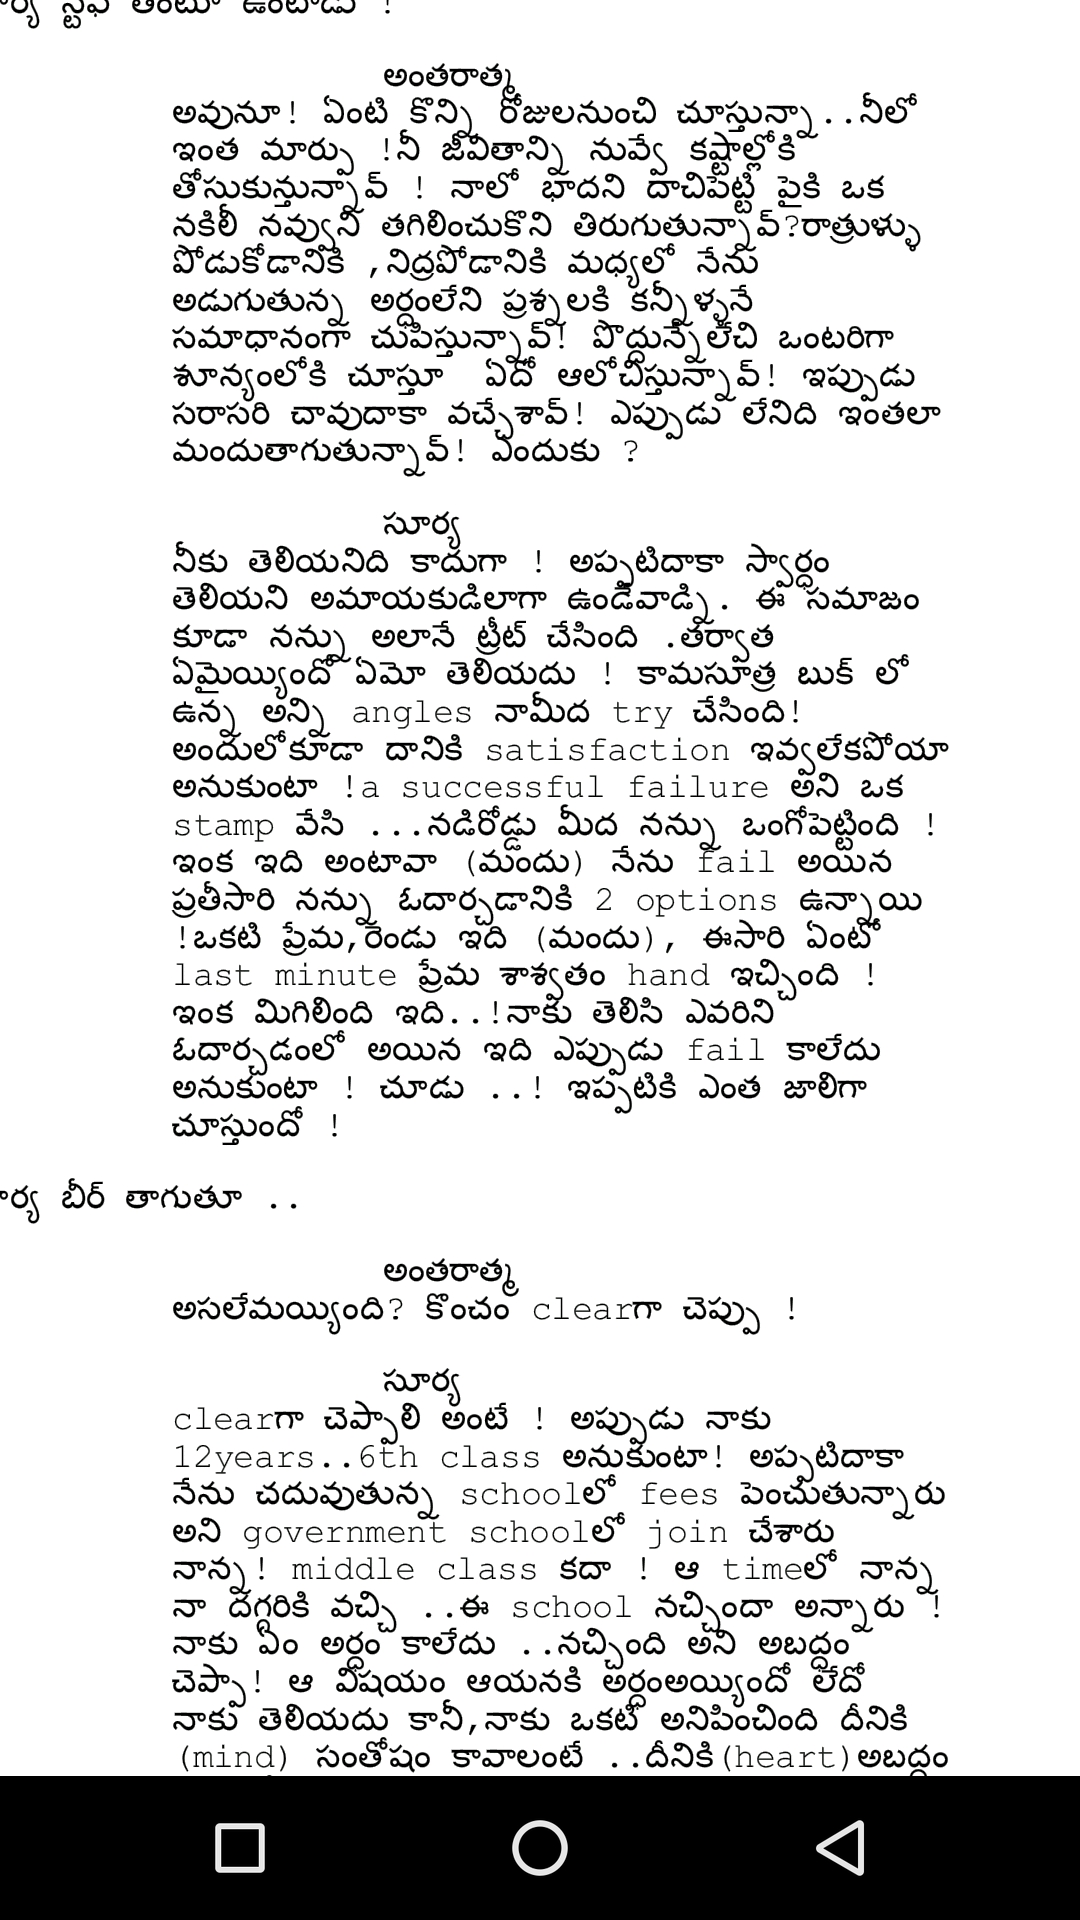 స్టఫ్ తింటూ ఉంటాడు !
అంతరాత్మ
అవునూ! ఏంటి కొన్ని రోజులనుంచి చూస్తున్నా..నీలో
ఇంత మార్పు !నీ జీవితాన్ని నువ్వే కష్టాల్లోకి
తోసుకున్తున్నావ్ ! నాలో భాదని దాచిపెట్టి పైకి ఒక
నకిలీ నవ్వుని తగిలించుకొని తిరుగుతున్నావ్?రాత్రుళ్ళు
పోడుకోడానికి ,నిద్రపోడానికి మధ్యలో నేను
అడుగుతున్న అర్ధంలేని ప్రశ్నలకి కన్నీళ్ళనే
సమాధానంగా చుపిస్తున్నావ్! పొద్దున్నేలేచి ఒంటరిగా
శూన్యంలోకి చూస్తూ ఏదో ఆలోచిస్తున్నావ్! ఇప్పుడు
సరాసరి చావుదాకా వచ్చేశావ్! ఎప్పుడు లేనిది ఇంతలా
మందుతాగుతున్నావ్! ఎందుకు ?
సూర్య
నీకు తెలియనిది కాదుగా ! అప్పటిదాకా స్వార్ధం
తెలియని అమాయకుడిలాగా ఉండేవాడ్ని. ఈ సమాజం
కూడా నన్ను అలానే ట్రీట్ చేసింది .తర్వాత
ఏమైయ్యిందో ఏమో తెలియదు ! కామసూత్ర బుక్ లో
ఉన్న అన్ని angles నామీద try చేసింది!
అందులోకూడా దానికి satisfaction ఇవ్వలేకపోయా
అనుకుంటా !a successful failure అని ఒక
stamp వేసి ...నడిరోడ్డు మీద నన్ను ఒంగోపెట్టింది !
ఇంక ఇది అంటావా (మందు) నేను fail అయిన
ప్రతీసారి నన్ను ఓదార్చడానికి 2 options ఉన్నాయి
!ఒకటి ప్రేమ,రెండు ఇది (మందు), ఈసారి ఏంటో
last minute ప్రేమ శాశ్వతం hand ఇచ్చింది !
ఇంక మిగిలింది ఇది..!నాకు తెలిసి ఎవరిని
ఓదార్చడంలో అయిన ఇది ఎప్పుడు fail కాలేదు
అనుకుంటా ! చూడు ..! ఇప్పటికి ఎంత జాలిగా
చూస్తుందో !
ర్య బీర్ తాగుతూ ..
అంతరాత్మ
అసలేమయ్యింది? కొంచం clearగా చెప్పు !
సూర్య
clearగా చెప్పాలి అంటే ! అప్పుడు నాకు
12years..6th class అనుకుంటా! అప్పటిదాకా
నేను చదువుతున్న schoolలో fees పెంచుతున్నారు
అని government schoolలో join చేశారు
నాన్న! middle class కదా ! ఆ timeలో నాన్న
నా దగ్గరికి వచ్చి ..ఈ school నచ్చిందా అన్నారు !
నాకు ఏం అర్ధం కాలేదు ..నచ్చింది అని అబద్ధం
చెప్పా! ఆ విషయం ఆయనకి అర్ధంఅయ్యిందో లేదో
నాకు తెలియదు కానీ,నాకు ఒకటి అనిపించింది దీనికి
(mind) సంతోషం కావాలంటే ..దీనికి(heart)అబద్ధం